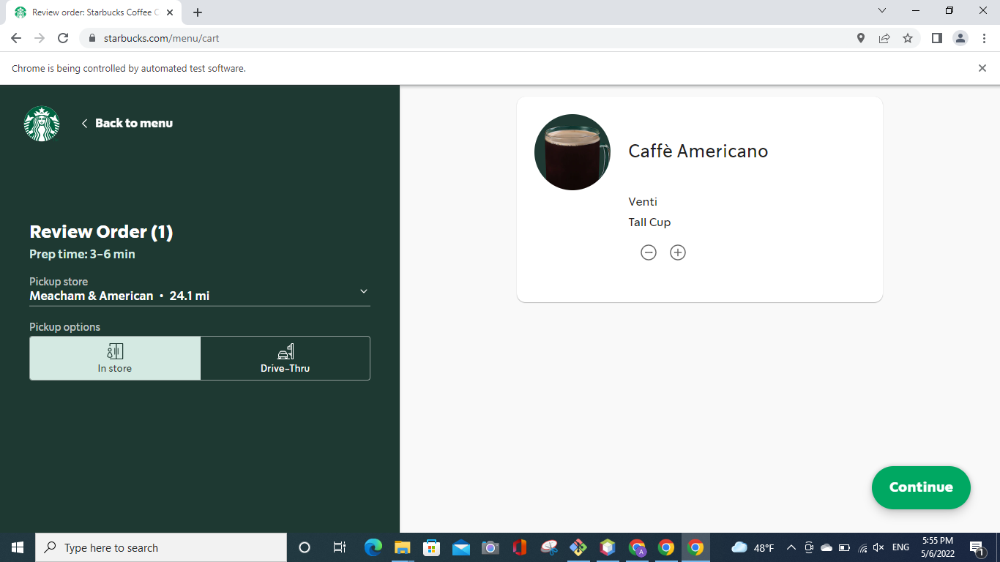 Review order: Starbucks Coffee C
starbucks.com/menu/cart
Chrome is being controlled by automated test software.
Back to menu
Review Order (1)
Prep time: 3–6 min
Pickup store
Meacham & American • 24.1 mi
Pickup options
In store
Drive-Thru
Caffè Americano
Venti
Tall Cup
Continue
Type here to search
A
48°F
ENG
5:55 PM
5/6/2022
1